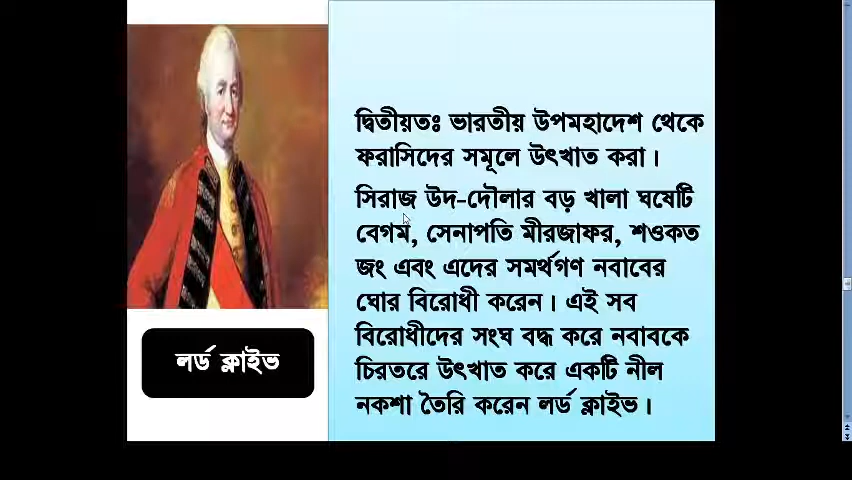 দ্বিতীয়তঃ ভারতীয় উপমহাদেশ থেকে
ফরাসিদের সমূলে উৎখাত করা।
সিরাজ উদ-দৌলার বড় খালা ঘষেটি
বেগম, সেনাপতি মীরজাফর, শওকত
জং এবং এদের সমর্থগণ নবাবের
ঘোর বিরোধী করেন। এই সব
বিরোধীদের সংঘ বদ্ধ করে নবাবকে
চিরতরে উৎখাত করে একটি নীল
নকশা তৈরি করেন লর্ড ক্লাইভ।
লর্ড ক্লাইভ